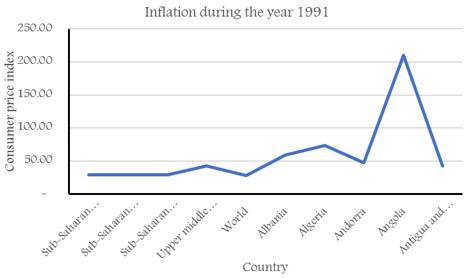 Inflation during the year 1991
Consumer price index
250.00
200.00
150.00
100.00
50.00
-
Sub-Saharan…
Sub-Saharan…
Sub-Saharan…
Upper middle…
World
Albania
Algeria
Andorra
Angola
Antigua and…
Country